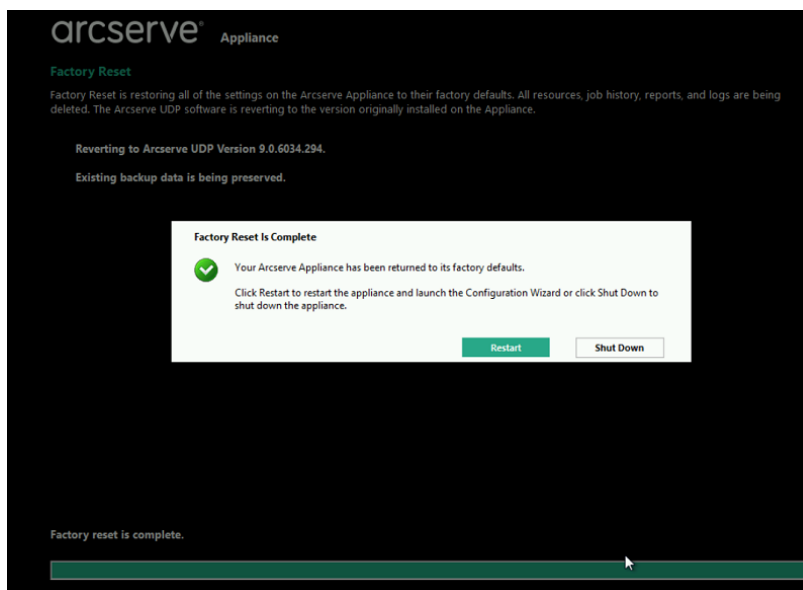 arcserve® Appliance
Factory Reset
Factory Reset is restoring all of the settings on the Arcserve Appliance to their factory defaults. All resources, job history, reports, and logs are being
deleted. The Arcserve UDP software is reverting to the version originally installed on the Appliance.
Reverting to Arcserve UDP Version 9.0.6034.294.
Existing backup data is being preserved.
Factory Reset Is Complete
Your Arcserve Appliance has been returned to its factory defaults.
Click Restart to restart the appliance and launch the Configuration Wizard or click Shut Down to
shut down the appliance.
Restart Shut Down
Factory reset is complete.